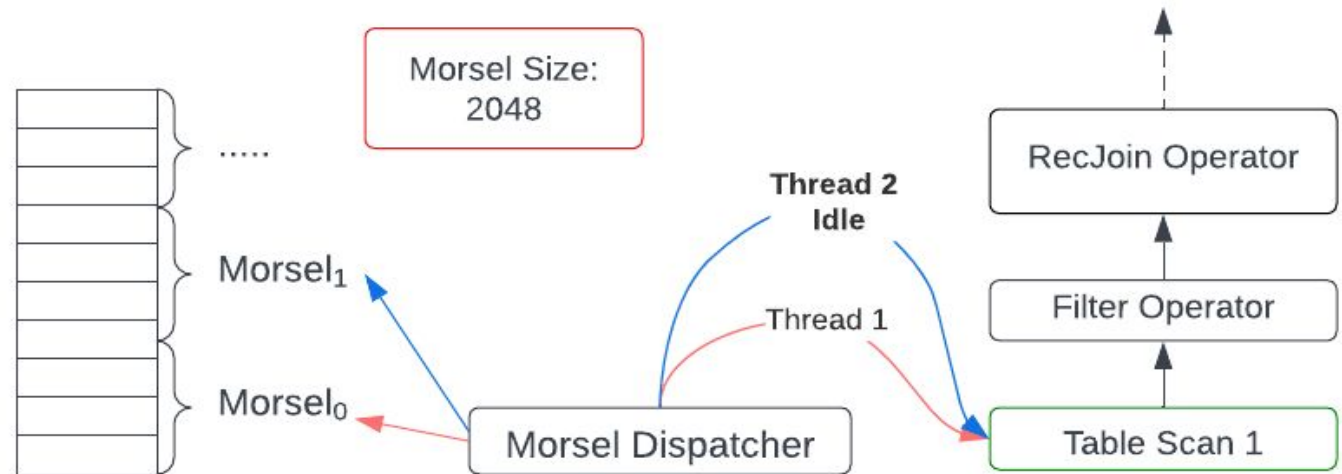 Morsel Size:
2048
.....
RecJoin Operator
Thread 2
Idle
Morsel₁
Filter Operator
Thread 1
Morsel₀
Morsel Dispatcher
Table Scan 1